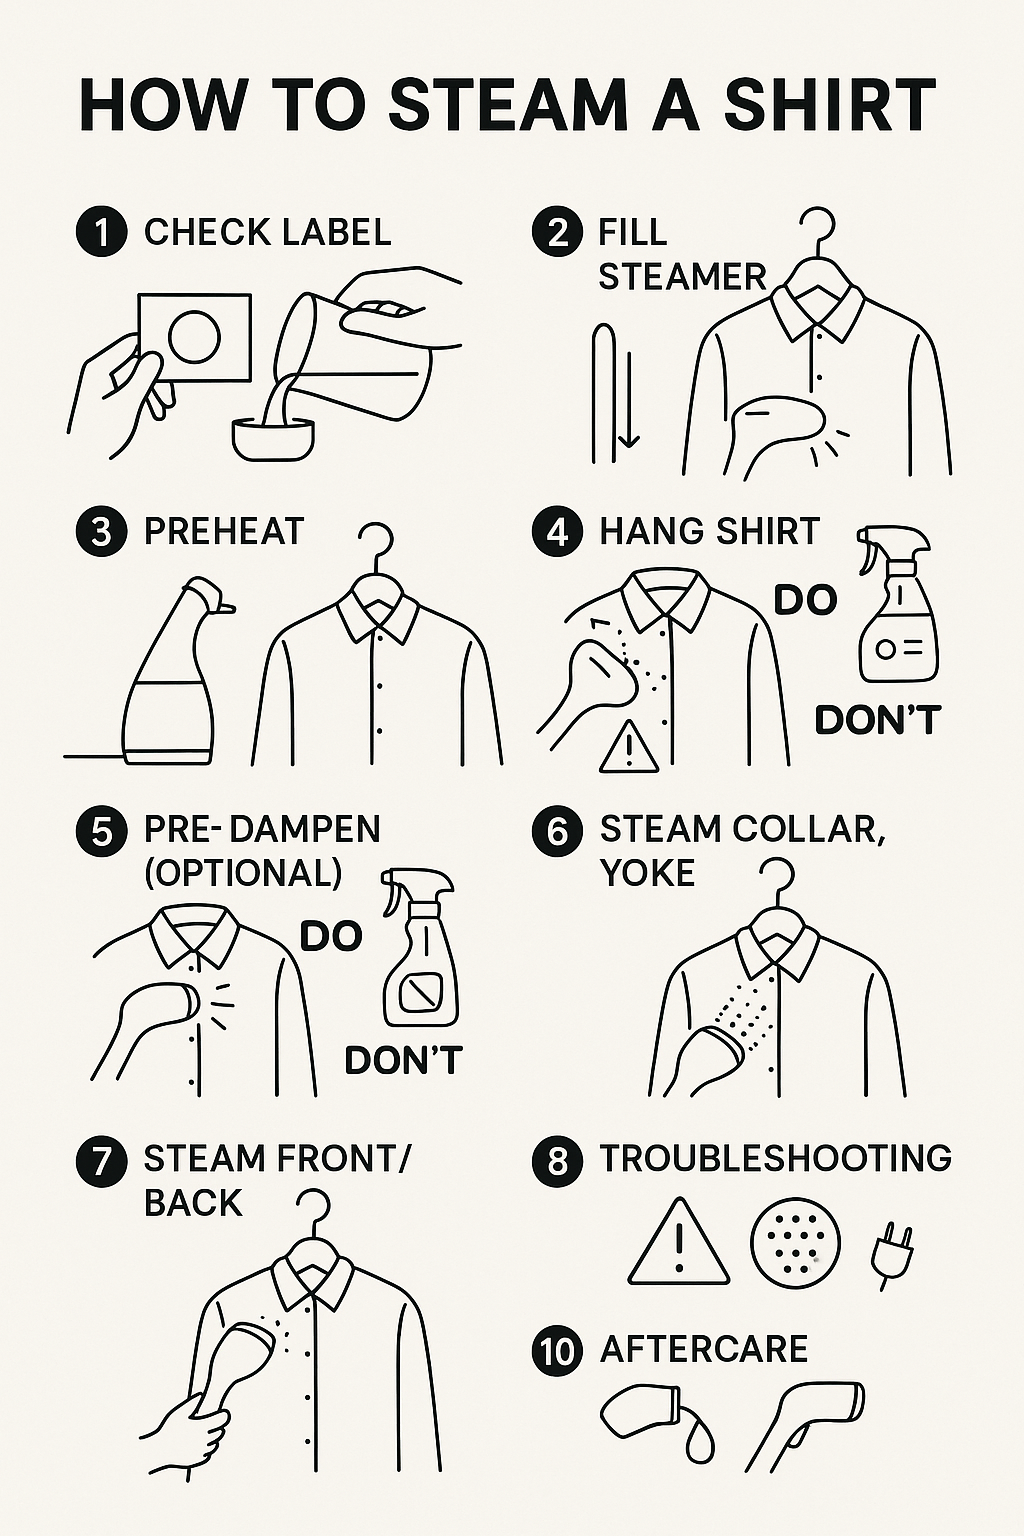 HOW TO STEAM A SHIRT
1 CHECK LABEL
2 FILL
STEAMER
3 PREHEAT
4 HANG SHIRT
DO
DON'T
5 PRE-DAMPEN
(OPTIONAL)
DO
DON'T
6 STEAM COLLAR,
YOKE
7 STEAM FRONT/
BACK
8 TROUBLESHOOTING
10 AFTERCARE